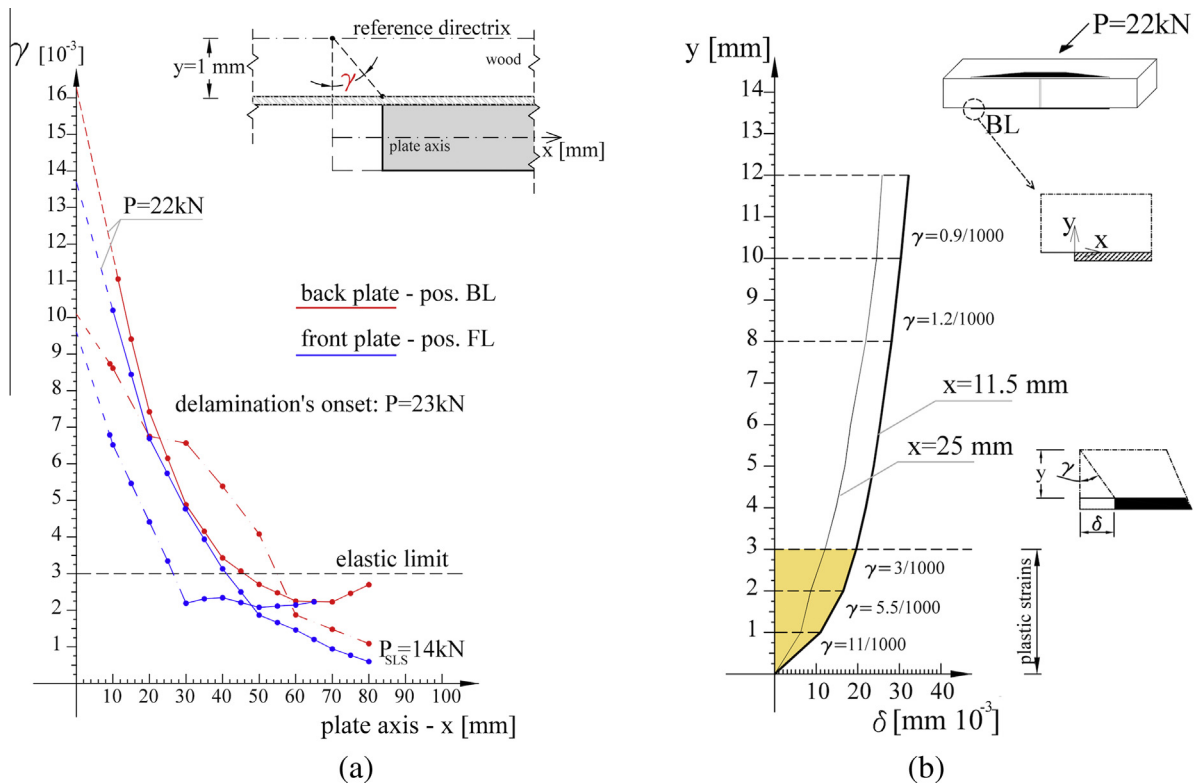 γ [10⁻³]
16
15
14
13
12
11
10
9
8
7
6
5
4
3
2
1
10 20 30 40 50 60 70 80 100
plate axis - x [mm]
reference directrix
wood
y=1 mm
γ
plate axis
x [mm]
P=22kN
back plate - pos. BL
front plate - pos. FL
delamination's onset: P=23kN
elastic limit
P_SLS=14kN
(a)
y [mm]
14
13
12
11
10
9
8
7
6
5
4
3
2
1
10 20 30 40
δ [mm 10⁻³]
P=22kN
BL
y
x
γ=0.9/1000
γ=1.2/1000
x=11.5 mm
x=25 mm
y
γ
δ
γ=3/1000
γ=5.5/1000
γ=11/1000
plastic strains
(b)